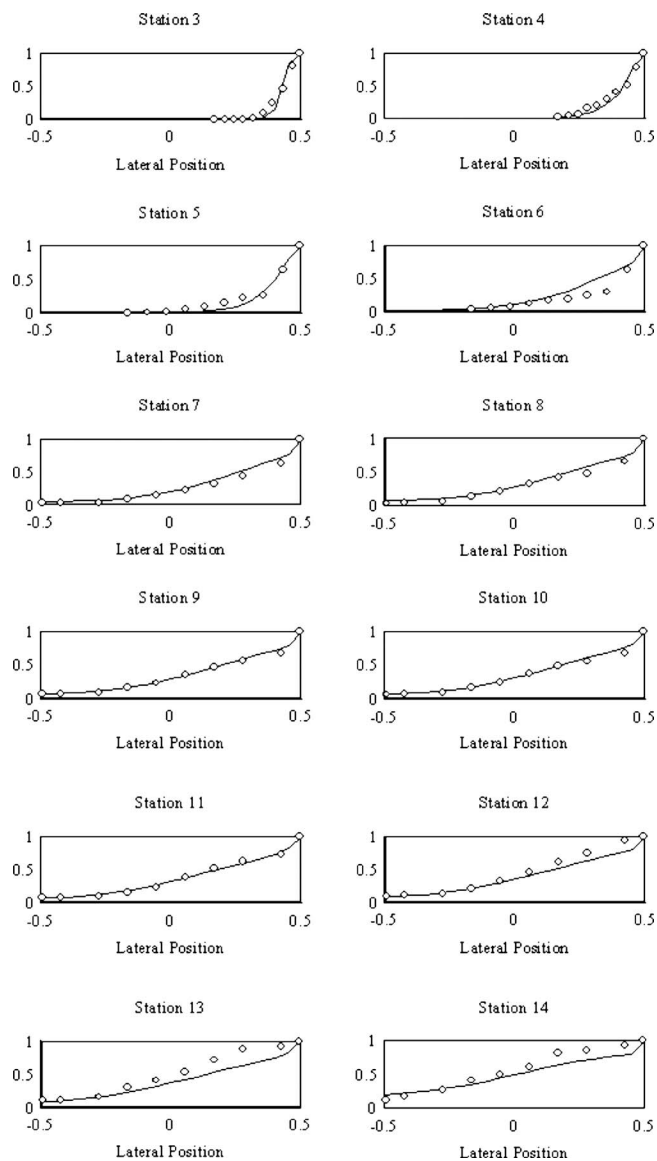 Station 3
Station 4
1
0.5
0
-0.5 0 0.5
Lateral Position
1
0.5
0
-0.5 0 0.5
Lateral Position
Station 5
Station 6
1
0.5
0
-0.5 0 0.5
Lateral Position
1
0.5
0
-0.5 0 0.5
Lateral Position
Station 7
Station 8
1
0.5
0
-0.5 0 0.5
Lateral Position
1
0.5
0
-0.5 0 0.5
Lateral Position
Station 9
Station 10
1
0.5
0
-0.5 0 0.5
Lateral Position
1
0.5
0
-0.5 0 0.5
Lateral Position
Station 11
Station 12
1
0.5
0
-0.5 0 0.5
Lateral Position
1
0.5
0
-0.5 0 0.5
Lateral Position
Station 13
Station 14
1
0.5
0
-0.5 0 0.5
Lateral Position
1
0.5
0
-0.5 0 0.5
Lateral Position